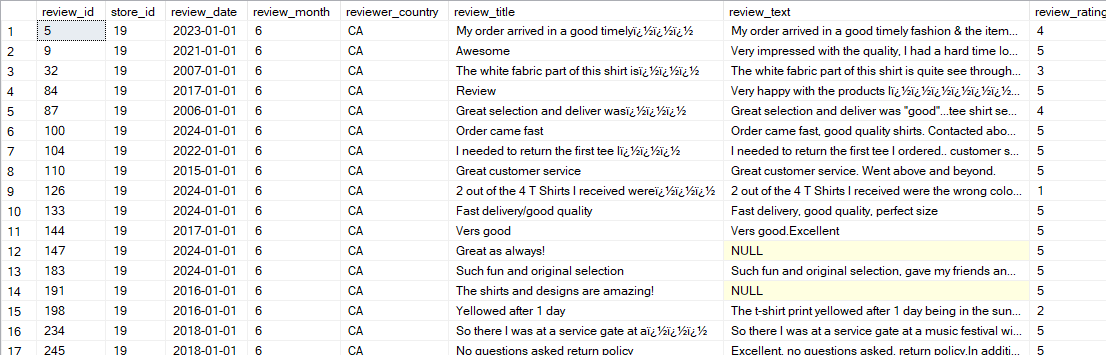 review_id store_id review_date review_month reviewer_country review_title review_text review_rating
1 5 19 2023-01-01 6 CA My order arrived in a good timelyï¿½ï¿½ï¿½ My order arrived in a good timely fashion & the item... 4
2 9 19 2021-01-01 6 CA Awesome Very impressed with the quality, I had a hard time lo... 5
3 32 19 2007-01-01 6 CA The white fabric part of this shirt isï¿½ï¿½ï¿½ The white fabric part of this shirt is quite see through... 3
4 84 19 2017-01-01 6 CA Review Very happy with the products Iï¿½ï¿½ï¿½ï¿½ï¿½ï¿½... 5
5 87 19 2006-01-01 6 CA Great selection and deliver wasï¿½ï¿½ï¿½ Great selection and deliver was "good"...tee shirt se... 4
6 100 19 2024-01-01 6 CA Order came fast Order came fast, good quality shirts. Contacted abo... 5
7 104 19 2022-01-01 6 CA I needed to return the first tee Iï¿½ï¿½ï¿½ I needed to return the first tee I ordered.. customer s... 5
8 110 19 2015-01-01 6 CA Great customer service Great customer service. Went above and beyond. 5
9 126 19 2024-01-01 6 CA 2 out of the 4 T Shirts I received wereï¿½ï¿½ï¿½ 2 out of the 4 T Shirts I received were the wrong colo... 1
10 133 19 2024-01-01 6 CA Fast delivery/good quality Fast delivery, good quality, perfect size 5
11 144 19 2017-01-01 6 CA Vers good Vers good.Excellent 5
12 147 19 2024-01-01 6 CA Great as always! NULL 5
13 183 19 2024-01-01 6 CA Such fun and original selection Such fun and original selection, gave my friends an... 5
14 191 19 2016-01-01 6 CA The shirts and designs are amazing! NULL 5
15 198 19 2016-01-01 6 CA Yellowed after 1 day The t-shirt print yellowed after 1 day being in the sun... 2
16 234 19 2018-01-01 6 CA So there I was at a service gate at aï¿½ï¿½ï¿½ So there I was at a service gate at a music festival wi... 5
17 245 19 2018-01-01 6 CA No questions asked return policy Excellent, no questions asked, return policy.In additi... 5